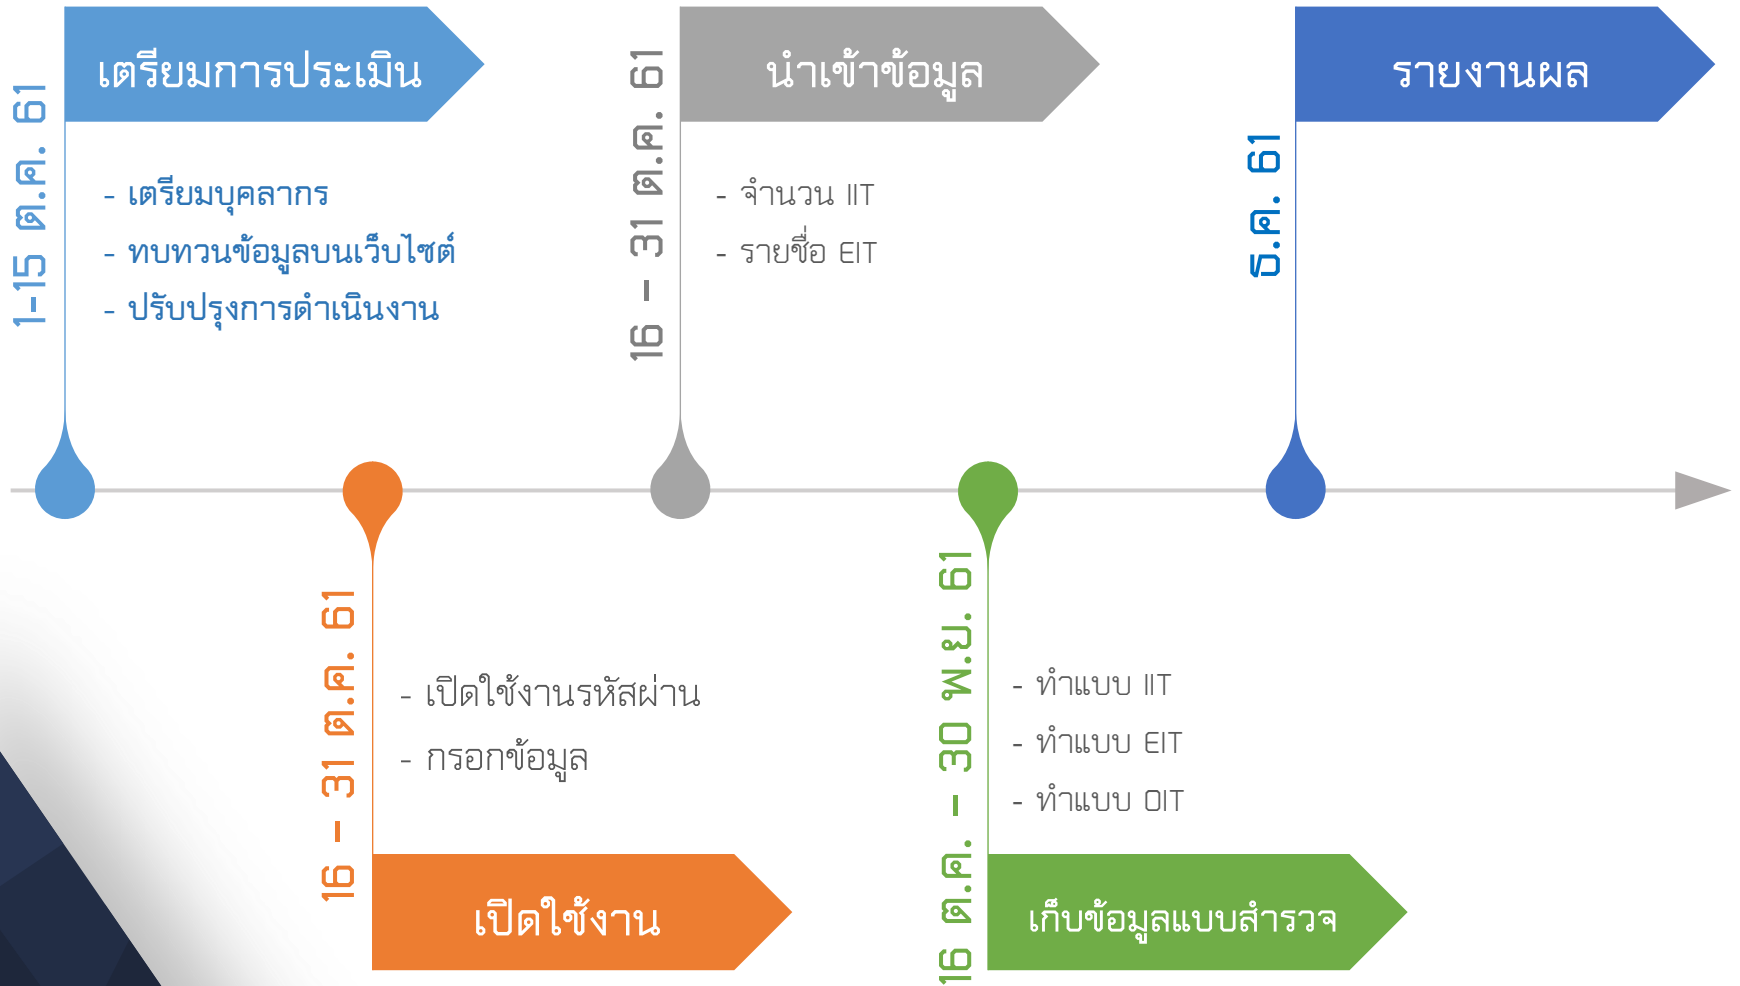 เตรียมการประเมิน
1-15 ต.ค. 61
- เตรียมบุคลากร
- ทบทวนข้อมูลบนเว็บไซต์
- ปรับปรุงการดำเนินงาน
16 - 31 ต.ค. 61
- เปิดใช้งานรหัสผ่าน
- กรอกข้อมูล
เปิดใช้งาน
นำเข้าข้อมูล
16 - 31 ต.ค. 61
- จำนวน IIT
- รายชื่อ EIT
16 ต.ค. - 30 พ.ย. 61
- ทำแบบ IIT
- ทำแบบ EIT
- ทำแบบ OIT
เก็บข้อมูลแบบสำรวจ
รายงานผล
ธ.ค. 61